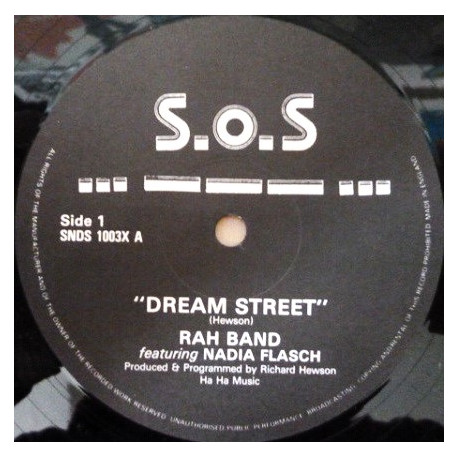 S.o.S
Side 1
SNDS 1003X A
"DREAM STREET"
(Hewson)
RAH BAND
featuring NADIA FLASCH
Produced & Programmed by Richard Hewson
Ha Ha Music
ALL RIGHTS OF THE MANUFACTURER AND OF THE OWNER OF THE RECORDED WORK RESERVED. UNAUTHORISED PUBLIC PERFORMANCE, BROADCASTING, COPYING AND RENTAL OF THIS RECORD PROHIBITED. MADE IN ENGLAND